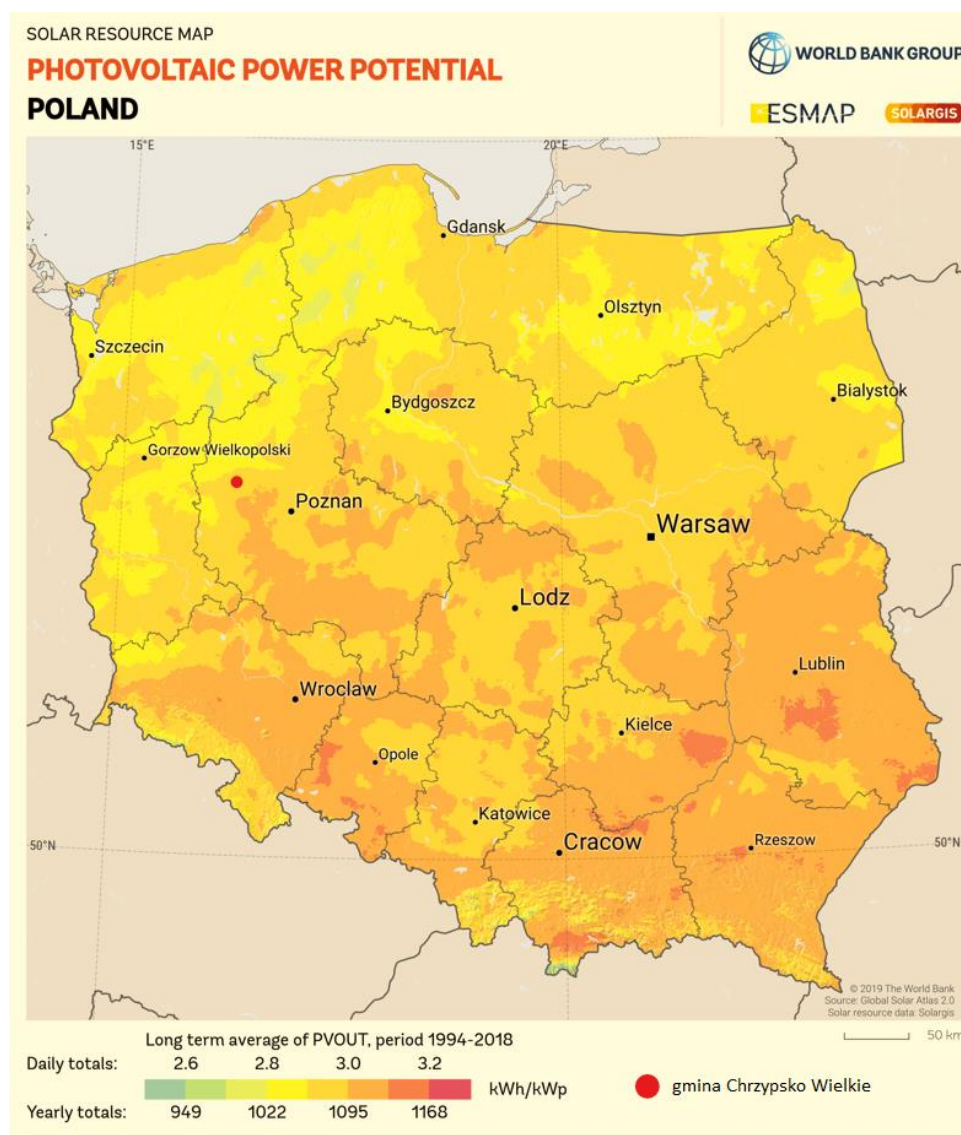 SOLAR RESOURCE MAP
PHOTOVOLTAIC POWER POTENTIAL
POLAND
WORLD BANK GROUP
ESMAP
SOLARGIS
15°E
20°E
Gdansk
Olsztyn
Szczecin
Bialystok
Bydgoszcz
Gorzow Wielkopolski
Poznan
Warsaw
Lodz
Lublin
Wroclaw
Kielce
Opole
Katowice
Cracow
Rzeszow
50°N
50°N
© 2019 The World Bank
Source: Global Solar Atlas 2.0
Solar resource data: Solargis
50 km
Long term average of PVOUT, period 1994-2018
Daily totals: 2.6 2.8 3.0 3.2
kWh/kWp
Yearly totals: 949 1022 1095 1168
gmina Chrzypsko Wielkie